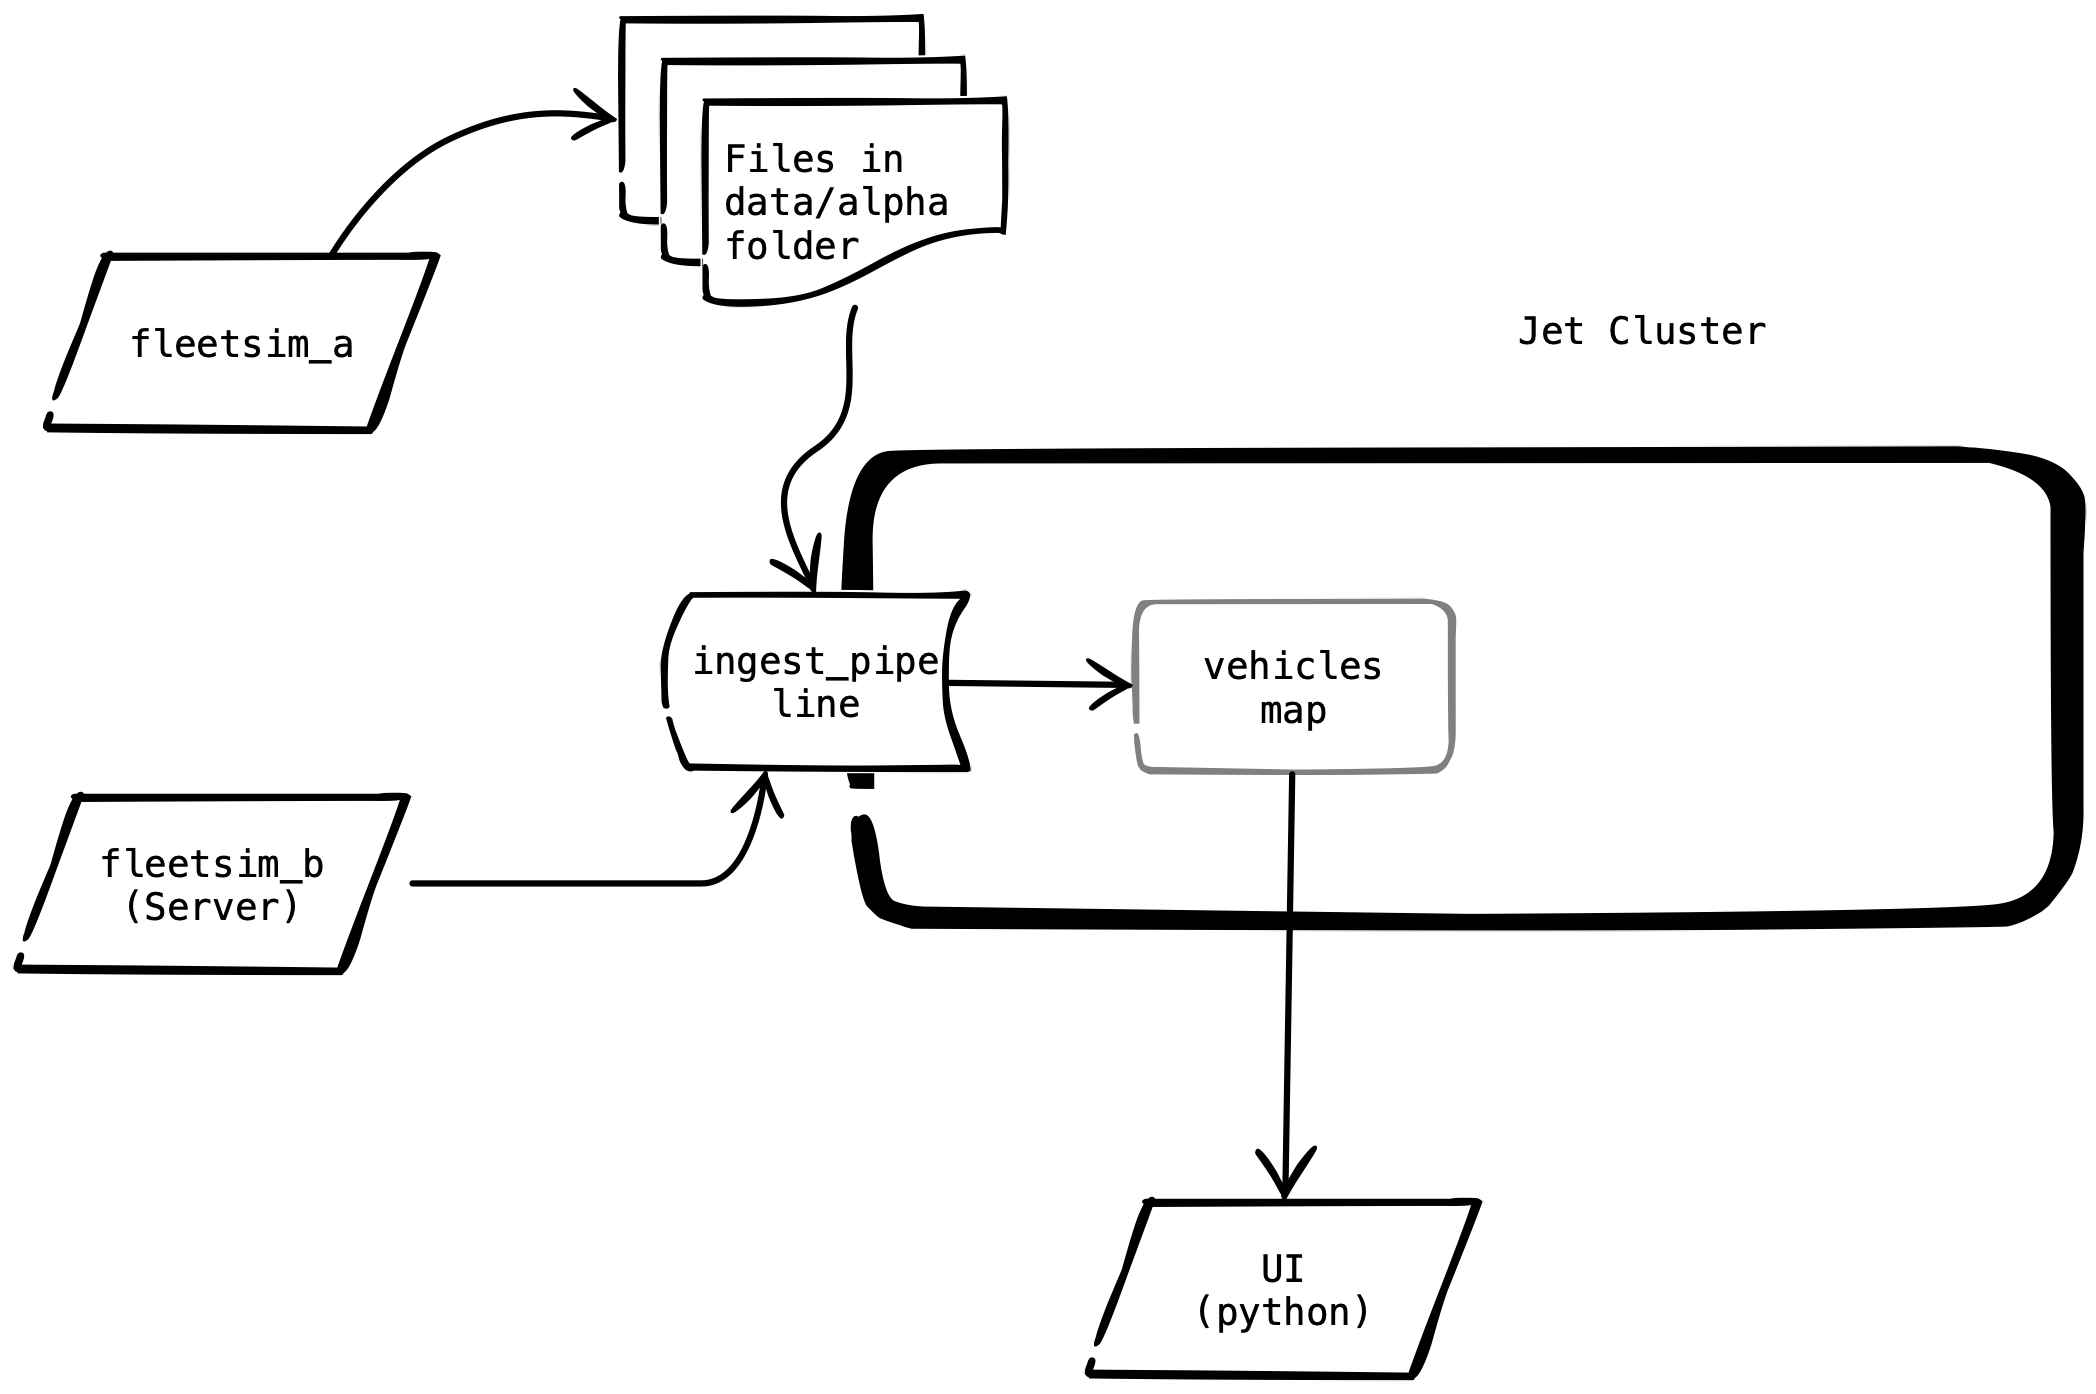 Files in
data/alpha
folder
fleetsim_a
Jet Cluster
ingest_pipe
line
vehicles
map
fleetsim_b
(Server)
UI
(python)